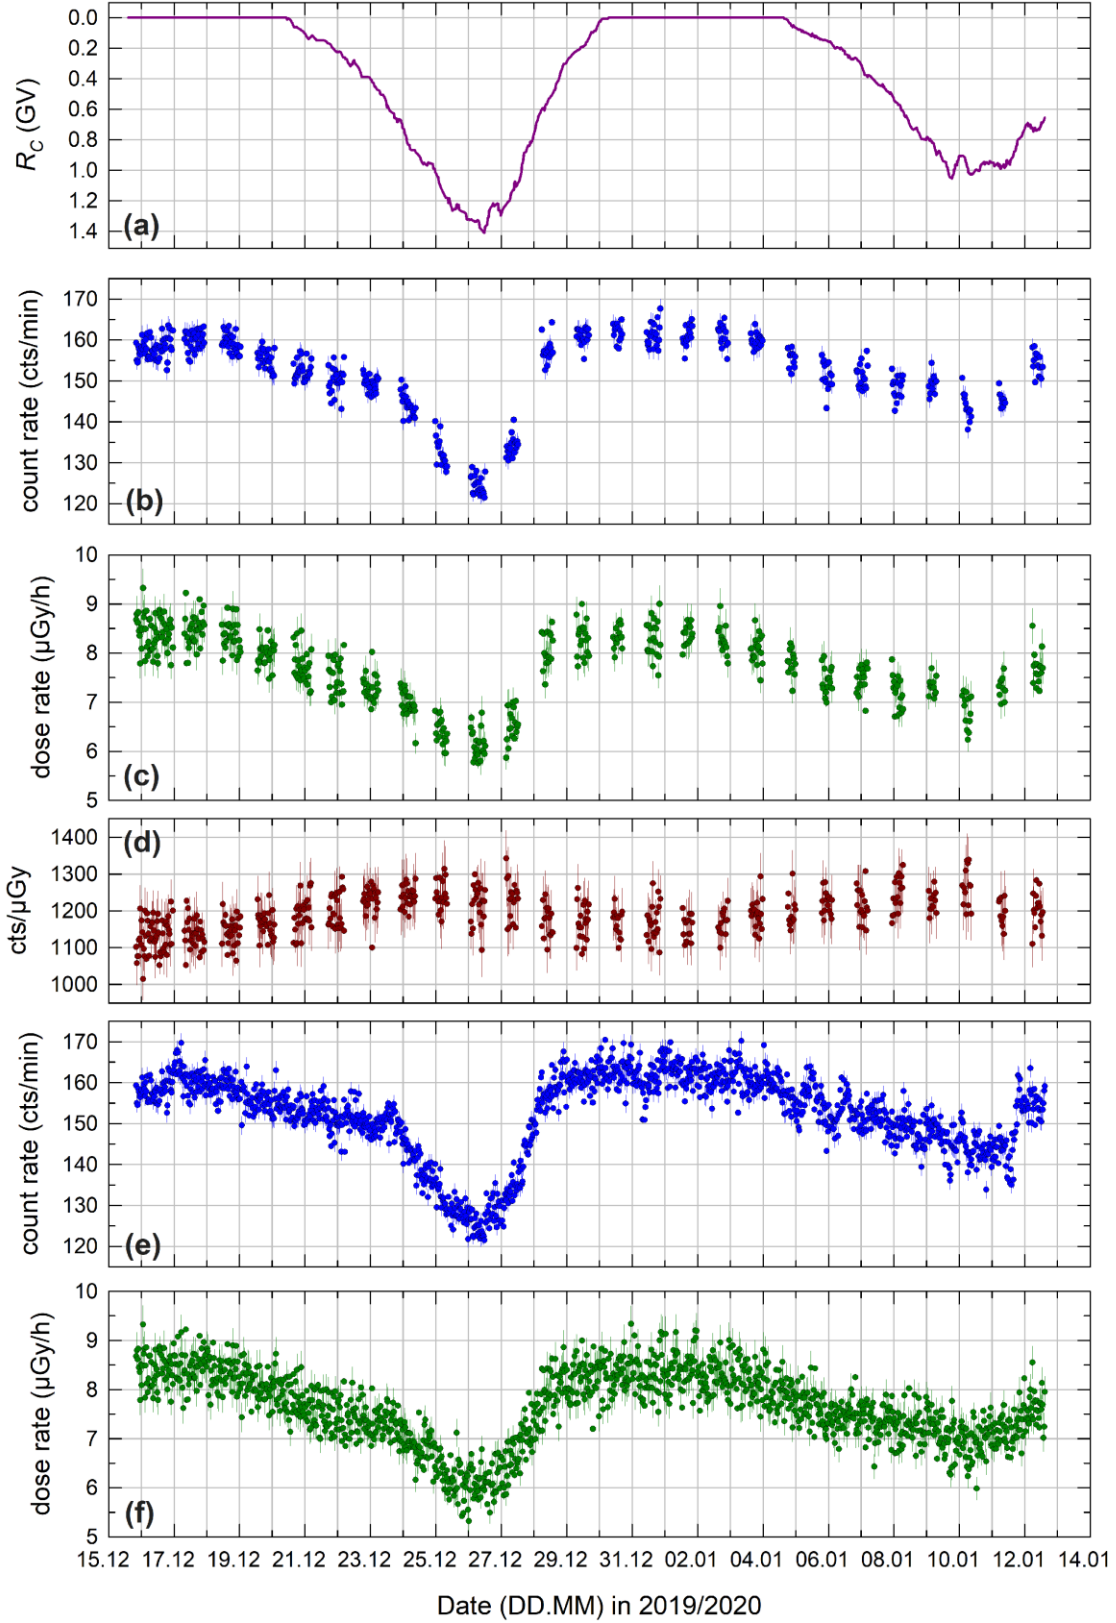 0.0
0.2
0.4
0.6
0.8
1.0
1.2
1.4
R_C (GV)
(a)
170
160
150
140
130
120
count rate (cts/min)
(b)
10
9
8
7
6
5
dose rate (µGy/h)
(c)
1400
1300
1200
1100
1000
cts/µGy
(d)
170
160
150
140
130
120
count rate (cts/min)
(e)
10
9
8
7
6
5
dose rate (µGy/h)
(f)
15.12 17.12 19.12 21.12 23.12 25.12 27.12 29.12 31.12 02.01 04.01 06.01 08.01 10.01 12.01 14.01
Date (DD.MM) in 2019/2020